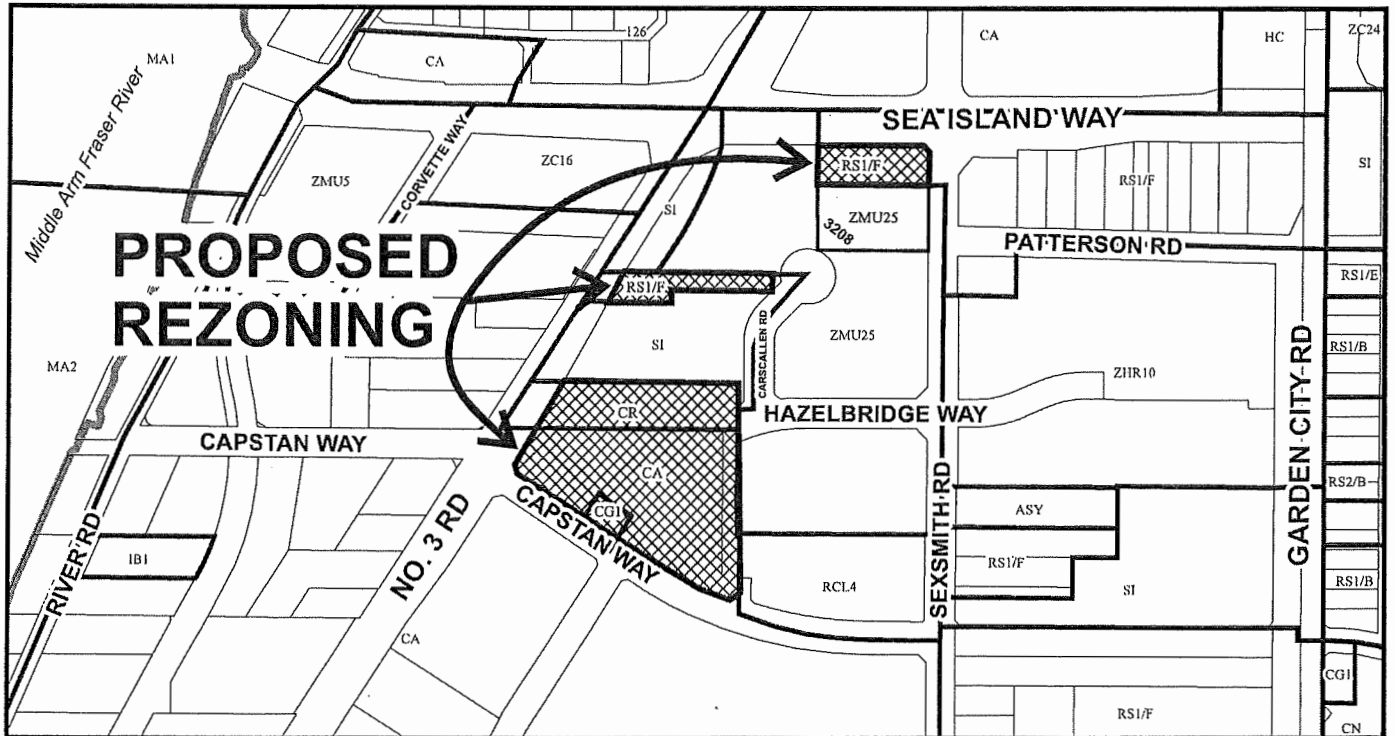 126
CA
HC
ZC24
MA1
CA
Middle Arm Fraser River
SEA ISLAND WAY
CORVETTE WAY
ZC16
RS1/F
RS1/F
SI
ZMU5
SI
ZMU25
3208
PATTERSON RD
PROPOSED
REZONING
RS1/F
RS1/E
CARSCALLEN RD
SI
ZMU25
RS1/B
MA2
ZHR10
GARDEN CITY RD
CR
HAZELBRIDGE WAY
CAPSTAN WAY
CA
RS2/B
CG1
CAPSTAN WAY
NO. 3 RD
SEXSMITH RD
ASY
RIVER RD
IB1
RS1/F
RCL4
SI
RS1/B
CA
CG1
RS1/F
CN